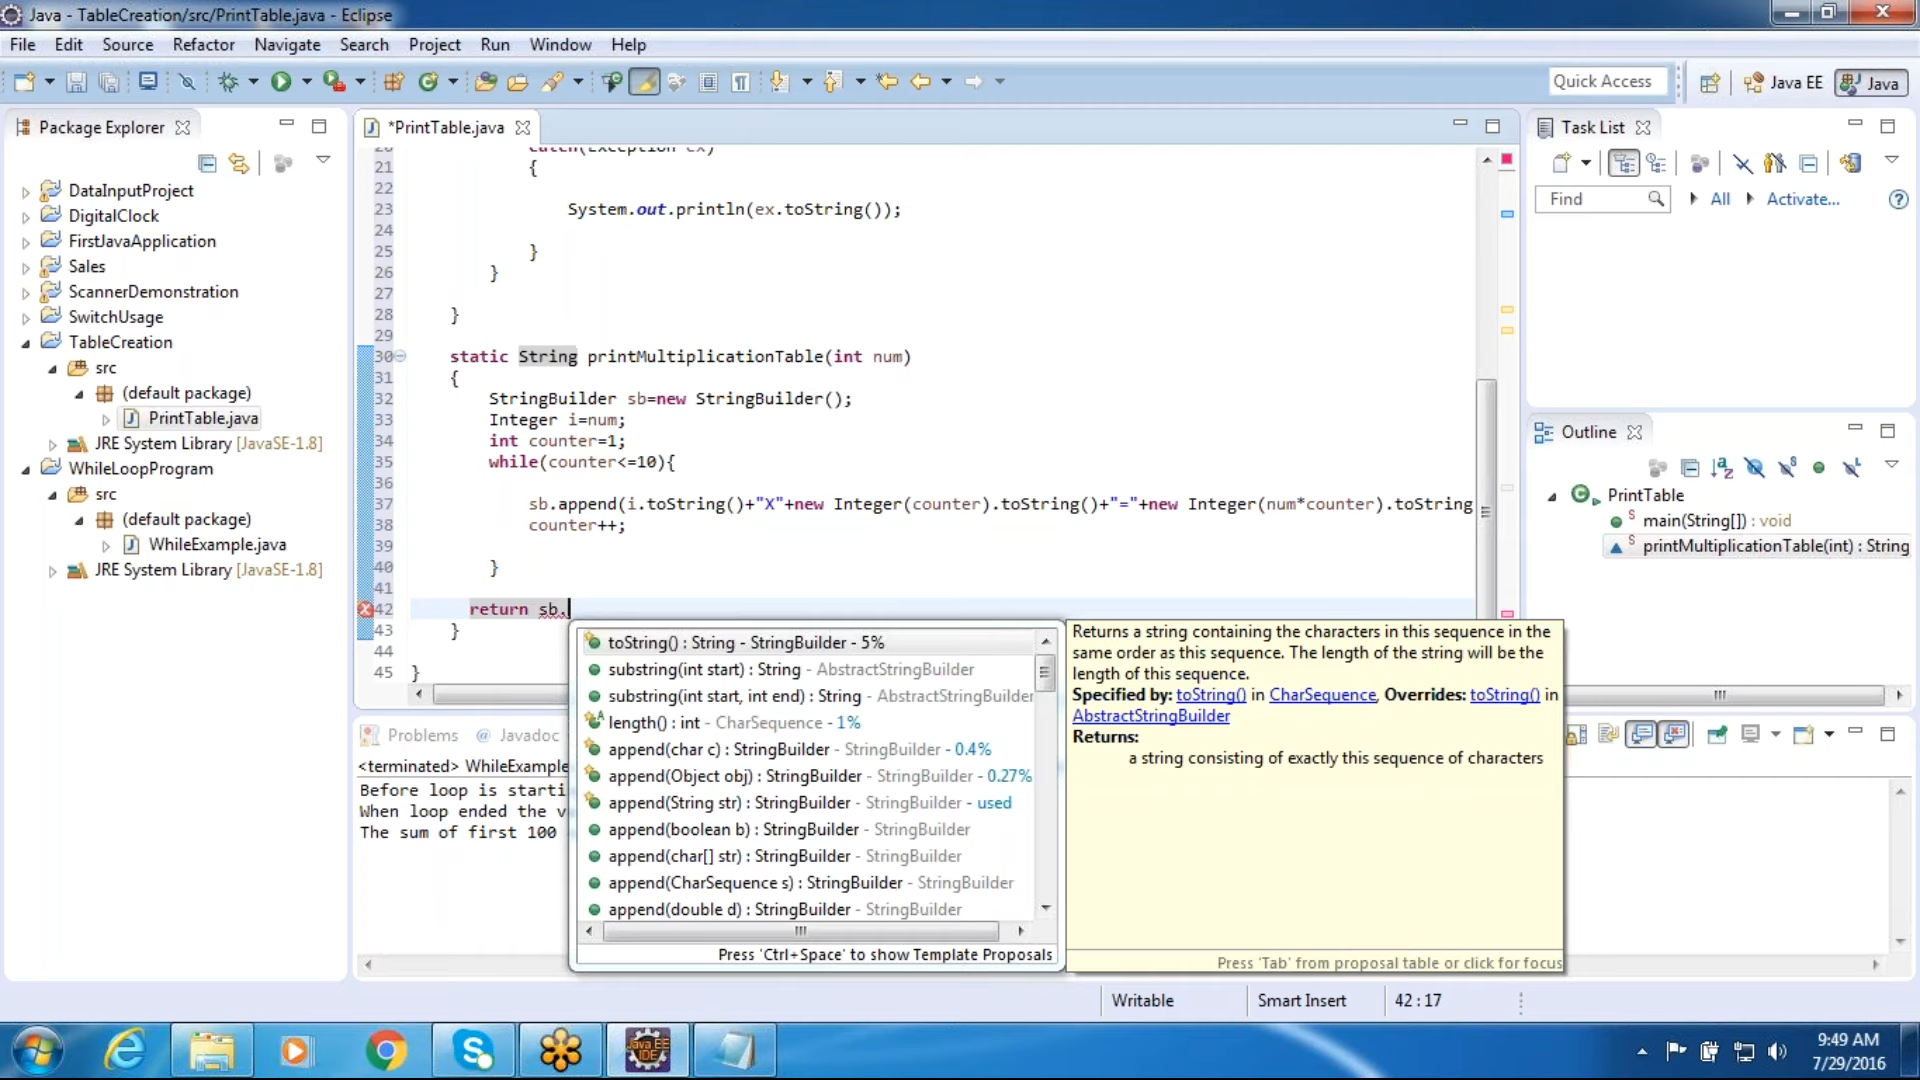 Java - TableCreation/src/PrintTable.java - Eclipse
File Edit Source Refactor Navigate Search Project Run Window Help
Quick Access
Java EE
Java
Package Explorer
DataInputProject
DigitalClock
FirstJavaApplication
Sales
ScannerDemonstration
SwitchUsage
TableCreation
src
(default package)
PrintTable.java
JRE System Library [JavaSE-1.8]
WhileLoopProgram
src
(default package)
WhileExample.java
JRE System Library [JavaSE-1.8]
*PrintTable.java
20 catch(Exception ex)
21 {
22
23 System.out.println(ex.toString());
24
25 }
26 }
27
28 }
29
30 static String printMultiplicationTable(int num)
31 {
32 StringBuilder sb=new StringBuilder();
33 Integer i=num;
34 int counter=1;
35 while(counter<=10){
36
37 sb.append(i.toString()+"X"+new Integer(counter).toString()+"="+new Integer(num*counter).toString
38 counter++;
39
40 }
41
42 return sb.
43 }
44
45 }
toString() : String - StringBuilder - 5%
substring(int start) : String - AbstractStringBuilder
substring(int start, int end) : String - AbstractStringBuilder
length() : int - CharSequence - 1%
append(char c) : StringBuilder - StringBuilder - 0.4%
append(Object obj) : StringBuilder - StringBuilder - 0.27%
append(String str) : StringBuilder - StringBuilder - used
append(boolean b) : StringBuilder - StringBuilder
append(char[] str) : StringBuilder - StringBuilder
append(CharSequence s) : StringBuilder - StringBuilder
append(double d) : StringBuilder - StringBuilder
Press 'Ctrl+Space' to show Template Proposals
Returns a string containing the characters in this sequence in the
same order as this sequence. The length of the string will be the
length of this sequence.
Specified by: toString() in CharSequence, Overrides: toString() in
AbstractStringBuilder
Returns:
a string consisting of exactly this sequence of characters
Press 'Tab' from proposal table or click for focus
Problems @ Javadoc
<terminated> WhileExample
Before loop is starti
When loop ended the v
The sum of first 100
Task List
Find
All
Activate...
Outline
PrintTable
S main(String[]) : void
S printMultiplicationTable(int) : String
Writable
Smart Insert
42 : 17
Java EE
IDE
9:49 AM
7/29/2016